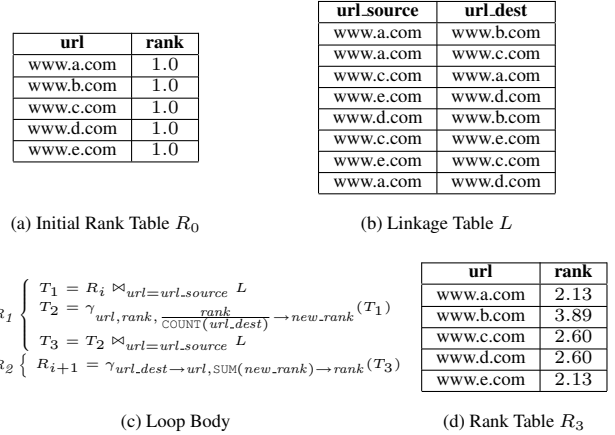 url rank
www.a.com 1.0
www.b.com 1.0
www.c.com 1.0
www.d.com 1.0
www.e.com 1.0
(a) Initial Rank Table R₀
url_source url_dest
www.a.com www.b.com
www.a.com www.c.com
www.c.com www.a.com
www.e.com www.d.com
www.d.com www.b.com
www.c.com www.e.com
www.e.com www.c.com
www.a.com www.d.com
(b) Linkage Table L
R₁ { T₁ = Rᵢ ⋈url=url_source L
T₂ = γurl,rank, rank/COUNT(url_dest) →new_rank(T₁)
T₃ = T₂ ⋈url=url_source L
R₂ { Rᵢ₊₁ = γurl_dest→url,SUM(new_rank)→rank(T₃)
(c) Loop Body
url rank
www.a.com 2.13
www.b.com 3.89
www.c.com 2.60
www.d.com 2.60
www.e.com 2.13
(d) Rank Table R₃